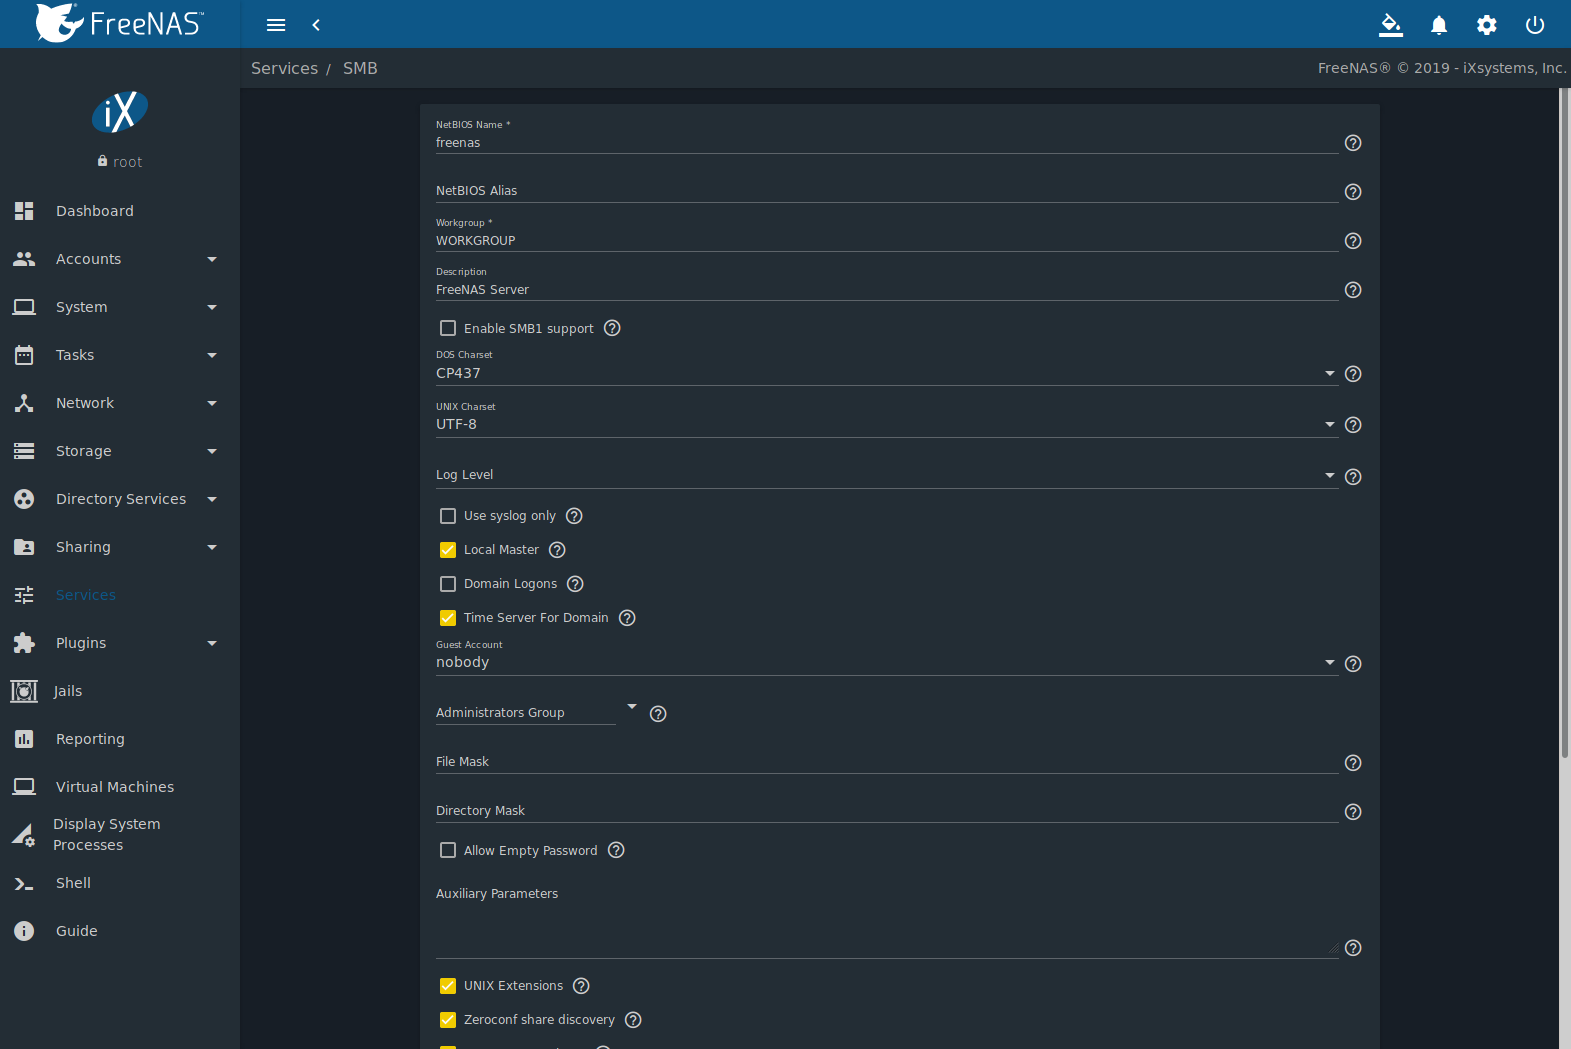 FreeNAS™
Services / SMB
FreeNAS® © 2019 - iXsystems, Inc.
iX
root
Dashboard
Accounts
System
Tasks
Network
Storage
Directory Services
Sharing
Services
Plugins
Jails
Reporting
Virtual Machines
Display System
Processes
Shell
Guide
NetBIOS Name *
freenas
NetBIOS Alias
Workgroup *
WORKGROUP
Description
FreeNAS Server
Enable SMB1 support
DOS Charset
CP437
UNIX Charset
UTF-8
Log Level
Use syslog only
Local Master
Domain Logons
Time Server For Domain
Guest Account
nobody
Administrators Group
File Mask
Directory Mask
Allow Empty Password
Auxiliary Parameters
UNIX Extensions
Zeroconf share discovery